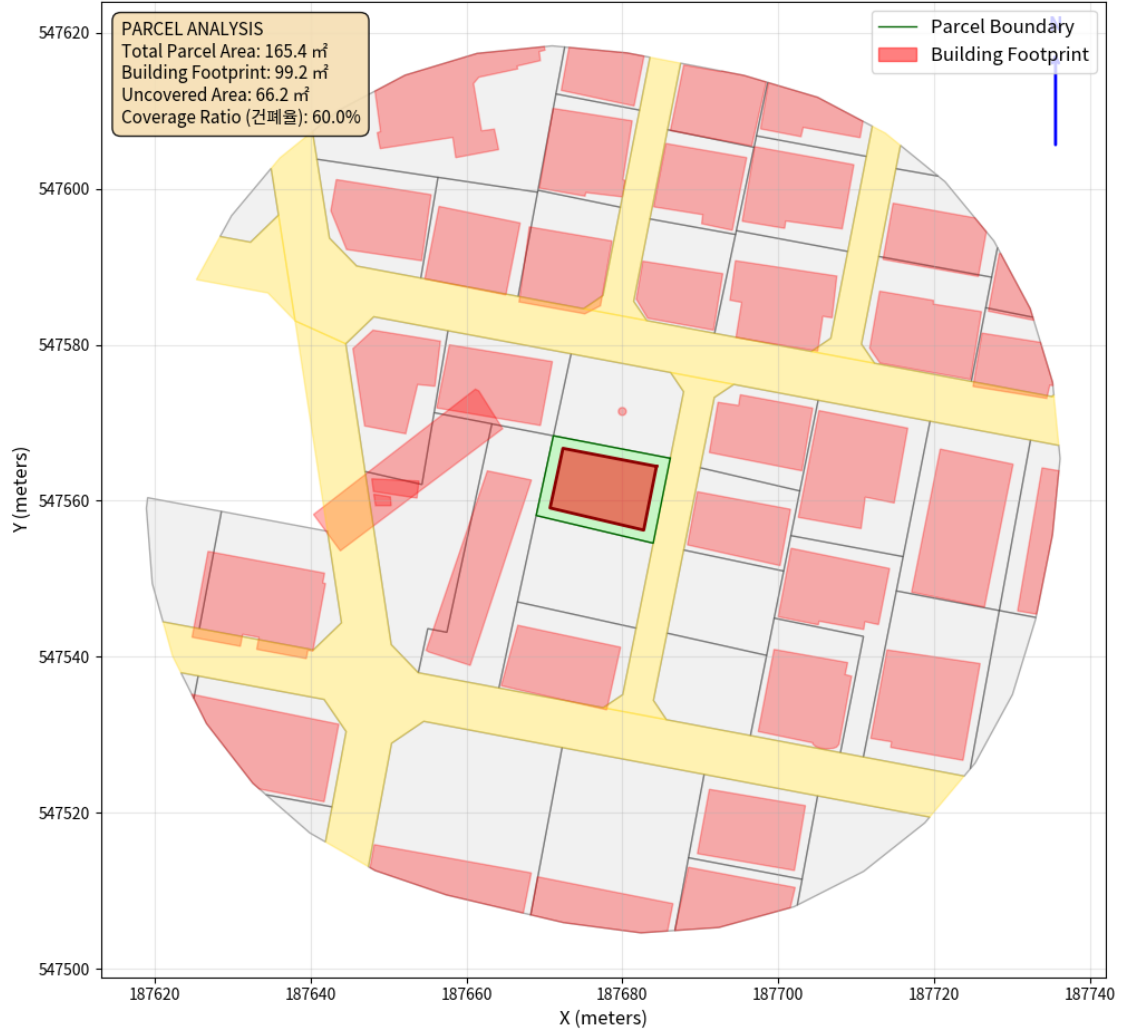 PARCEL ANALYSIS
Total Parcel Area: 165.4 ㎡
Building Footprint: 99.2 ㎡
Uncovered Area: 66.2 ㎡
Coverage Ratio (건폐율): 60.0%
N
Parcel Boundary
Building Footprint
547620
547600
547580
547560
547540
547520
547500
Y (meters)
187620 187640 187660 187680 187700 187720 187740
X (meters)